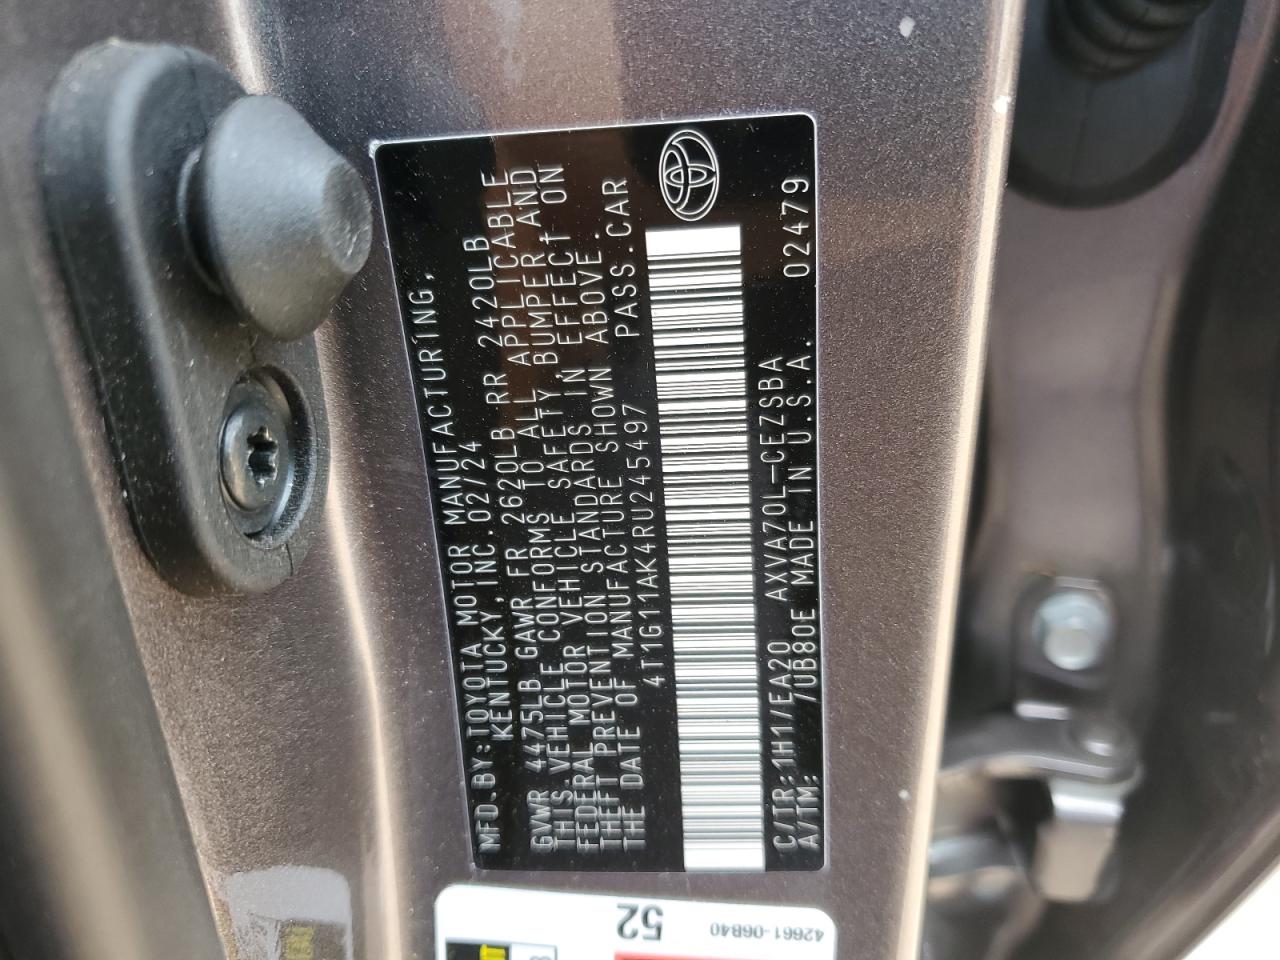 MFD.BY:TOYOTA MOTOR MANUFACTURING,
KENTUCKY,INC.02/24
GVWR 4475LB GAWR FR 2620LB RR 2420LB
THIS VEHICLE CONFORMS TO ALL APPLICABLE
FEDERAL MOTOR VEHICLE SAFETY,BUMPER AND
THEFT PREVENTION STANDARDS IN EFFECT ON
THE DATE OF MANUFACTURE SHOWN ABOVE.
4T1G11AK4RU245497 PASS.CAR
C/TR:1H1/EA20 AXVA70L-CEZSBA 02479
A/TM: /UB80E MADE IN U.S.A.
52
42661-06B40